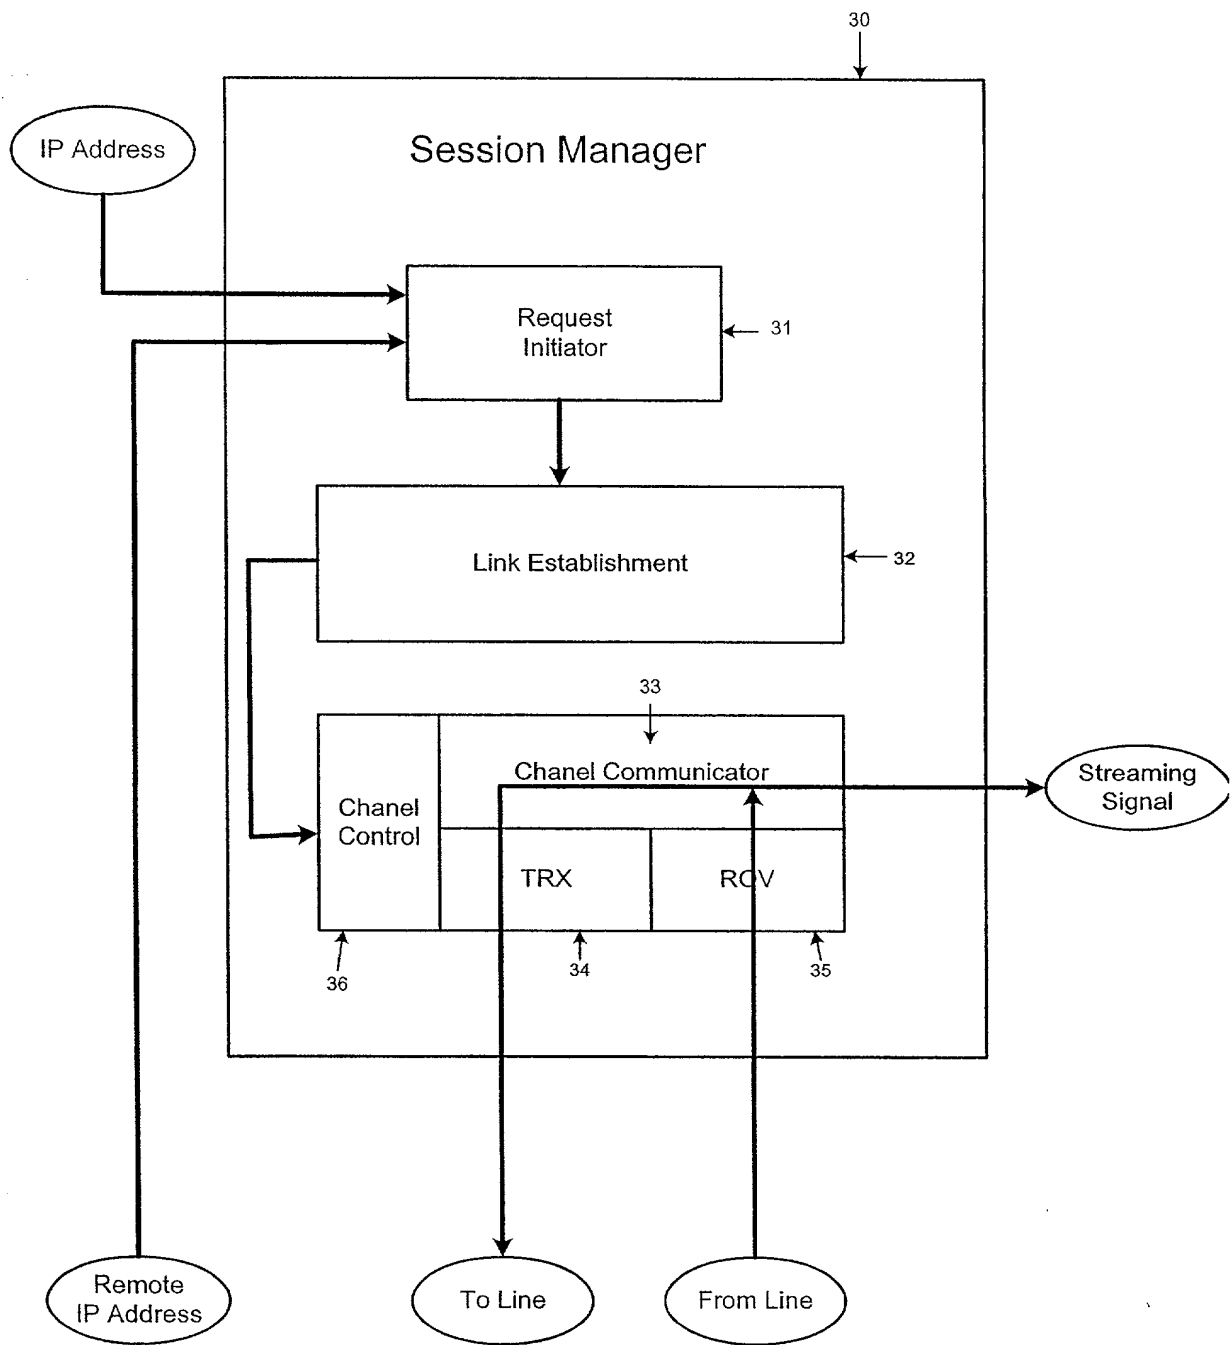 30
IP Address
Session Manager
Request
Initiator
31
Link Establishment
32
33
Chanel Communicator
Chanel
Control
Streaming
Signal
TRX
RCV
36
34
35
Remote
IP Address
To Line
From Line